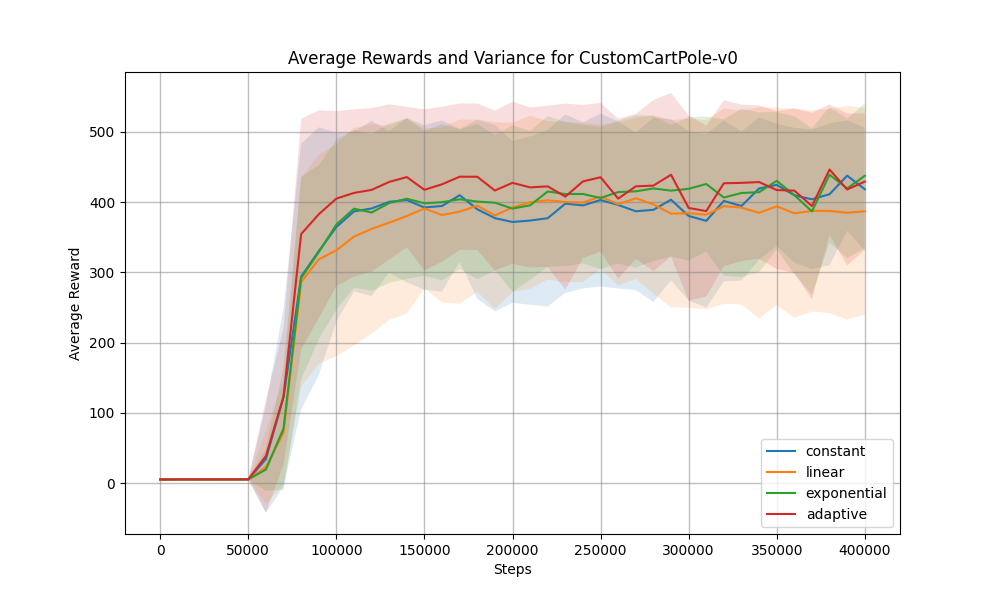 Average Rewards and Variance for CustomCartPole-v0
Average Reward
500
400
300
200
100
0
0
50000
100000
150000
200000
250000
300000
350000
400000
Steps
constant
linear
exponential
adaptive